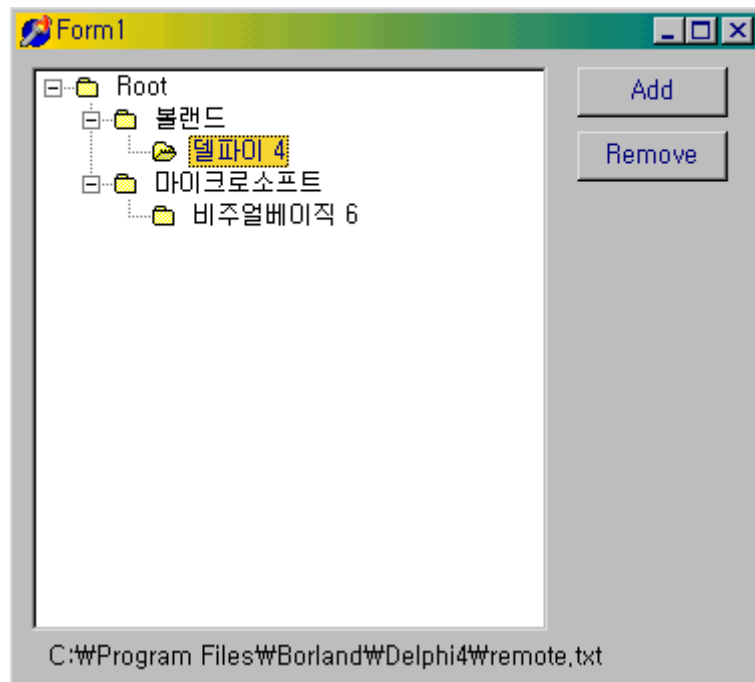 Form1
Root
볼랜드
델파이 4
마이크로소프트
비주얼베이직 6
Add
Remove
C:₩Program Files₩Borland₩Delphi4₩remote,txt